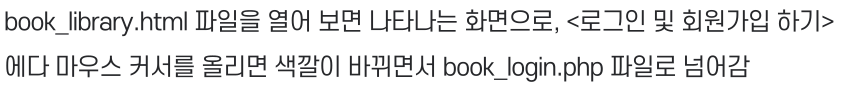 book_library.html 파일을 열어 보면 나타나는 화면으로, <로그인 및 회원가입 하기>
에다 마우스 커서를 올리면 색깔이 바뀌면서 book_login.php 파일로 넘어감